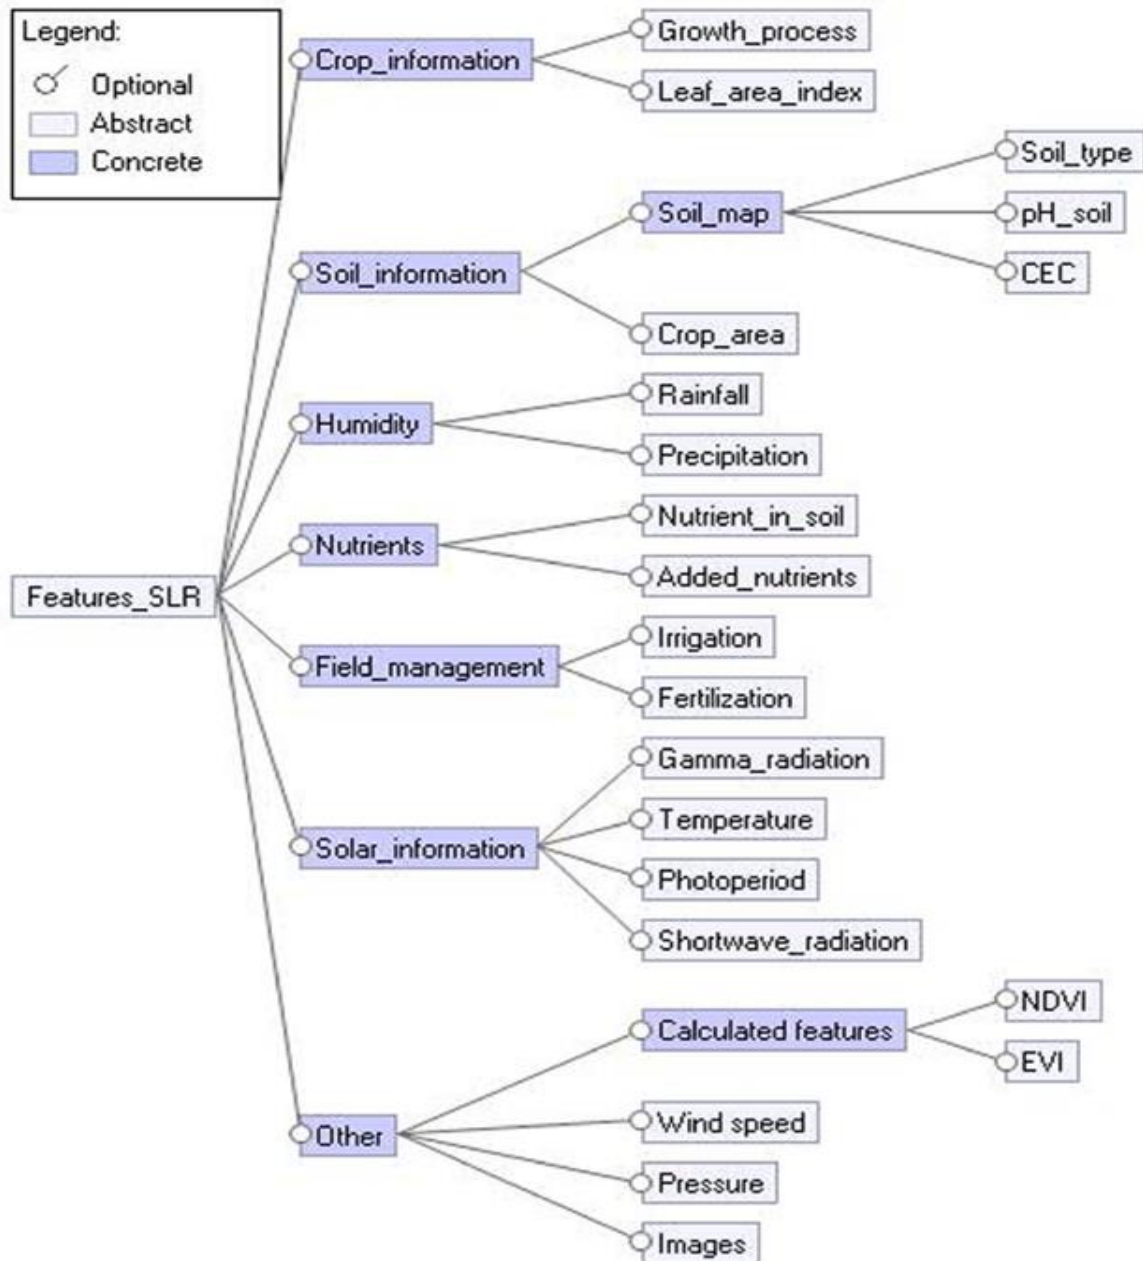 Legend:
Optional
Abstract
Concrete
Crop_information
Growth_process
Leaf_area_index
Soil_information
Soil_map
Soil_type
pH_soil
CEC
Crop_area
Humidity
Rainfall
Precipitation
Nutrients
Nutrient_in_soil
Added_nutrients
Features_SLR
Field_management
Irrigation
Fertilization
Solar_information
Gamma_radiation
Temperature
Photoperiod
Shortwave_radiation
Other
Calculated features
NDVI
EVI
Wind speed
Pressure
Images